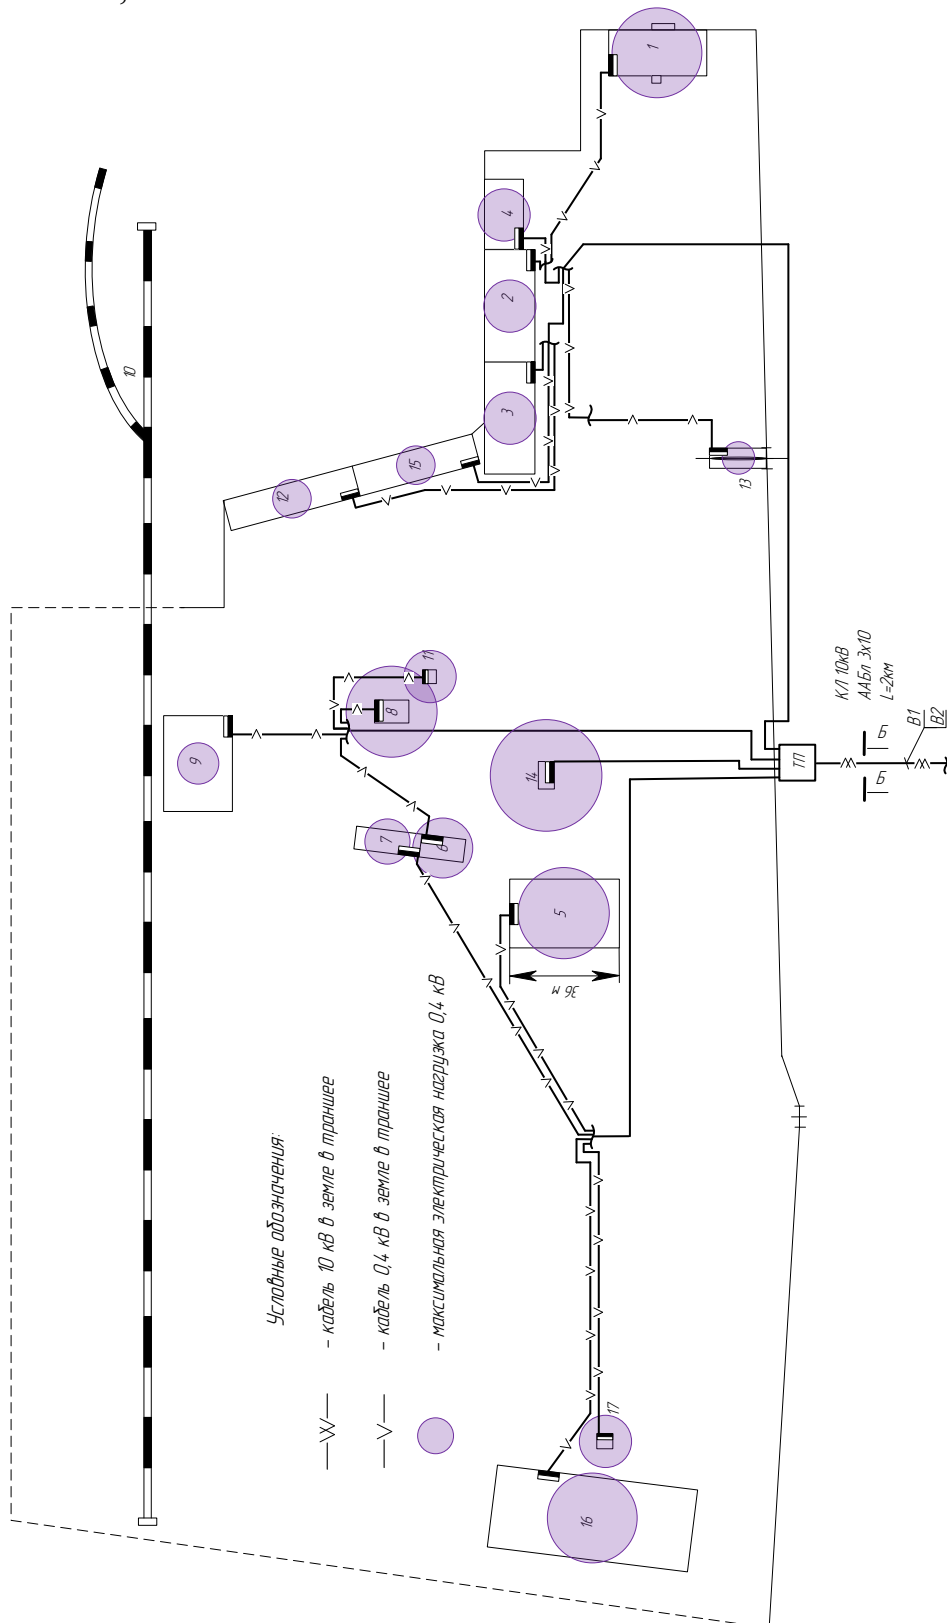 Условные обозначения:
- кабель 10 кВ в земле в траншее
- кабель 0,4 кВ в земле в траншее
- максимальная электрическая нагрузка 0,4 кВ
1
4
2
3
10
15
12
13
11
8
9
14
7
6
5
36 м
17
16
ТП
КЛ 10кВ
ААБл 3х10
L=2км
Б
Б
В1
В2